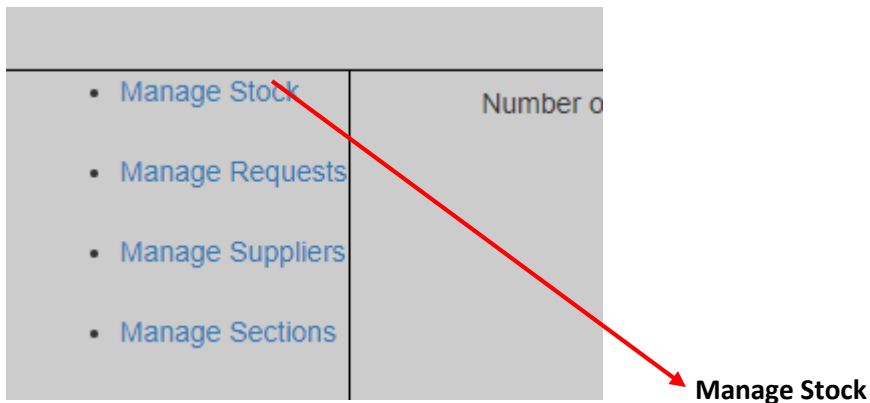 Manage Stock
Number o
Manage Requests
Manage Suppliers
Manage Sections
Manage Stock